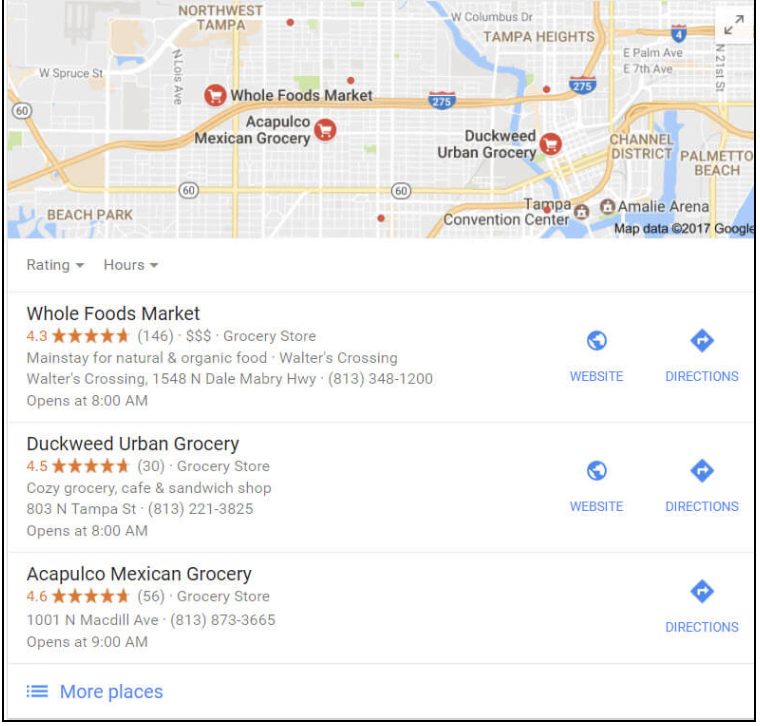 NORTHWEST
TAMPA
W Columbus Dr
TAMPA HEIGHTS
4
E Palm Ave
E 7th Ave
N 21st St
W Spruce St
N Lois Ave
Whole Foods Market
275
275
60
Acapulco
Mexican Grocery
Duckweed
Urban Grocery
CHANNEL
DISTRICT
PALMETTO
BEACH
60
60
BEACH PARK
Tampa
Convention Center
Amalie Arena
Map data ©2017 Google
Rating
Hours
Whole Foods Market
4.3 (146) · $$$ · Grocery Store
Mainstay for natural & organic food · Walter's Crossing
Walter's Crossing, 1548 N Dale Mabry Hwy · (813) 348-1200
Opens at 8:00 AM
WEBSITE
DIRECTIONS
Duckweed Urban Grocery
4.5 (30) · Grocery Store
Cozy grocery, cafe & sandwich shop
803 N Tampa St · (813) 221-3825
Opens at 8:00 AM
WEBSITE
DIRECTIONS
Acapulco Mexican Grocery
4.6 (56) · Grocery Store
1001 N Macdill Ave · (813) 873-3665
Opens at 9:00 AM
DIRECTIONS
More places